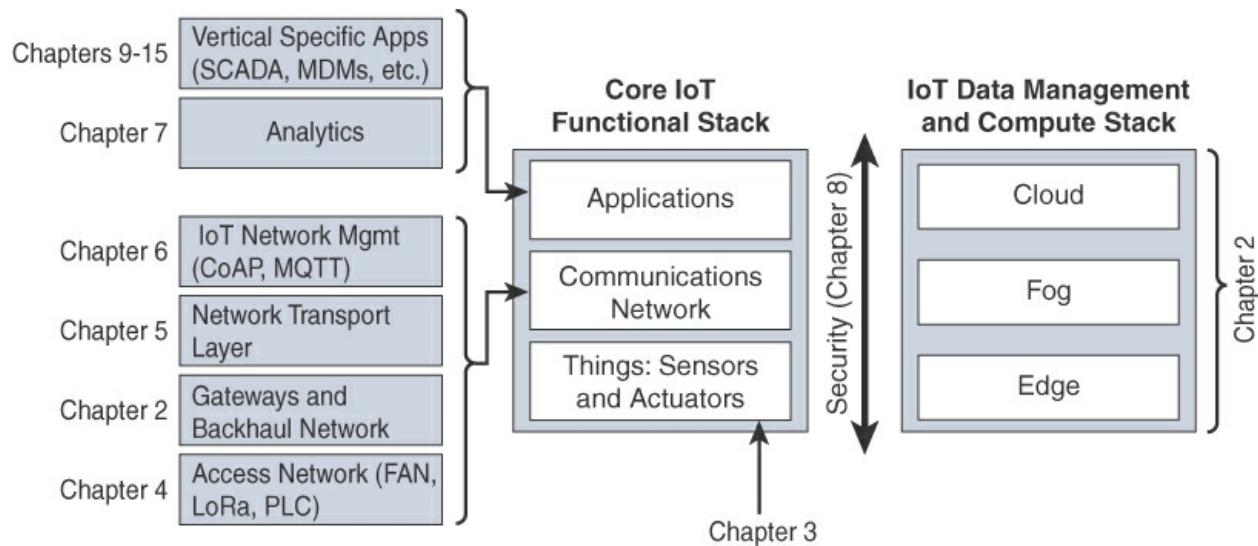 Chapters 9-15
Vertical Specific Apps
(SCADA, MDMs, etc.)
Chapter 7
Analytics
Chapter 6
IoT Network Mgmt
(CoAP, MQTT)
Chapter 5
Network Transport
Layer
Chapter 2
Gateways and
Backhaul Network
Chapter 4
Access Network (FAN,
LoRa, PLC)
Core IoT
Functional Stack
Applications
Communications
Network
Things: Sensors
and Actuators
Chapter 3
Security (Chapter 8)
IoT Data Management
and Compute Stack
Cloud
Fog
Edge
Chapter 2